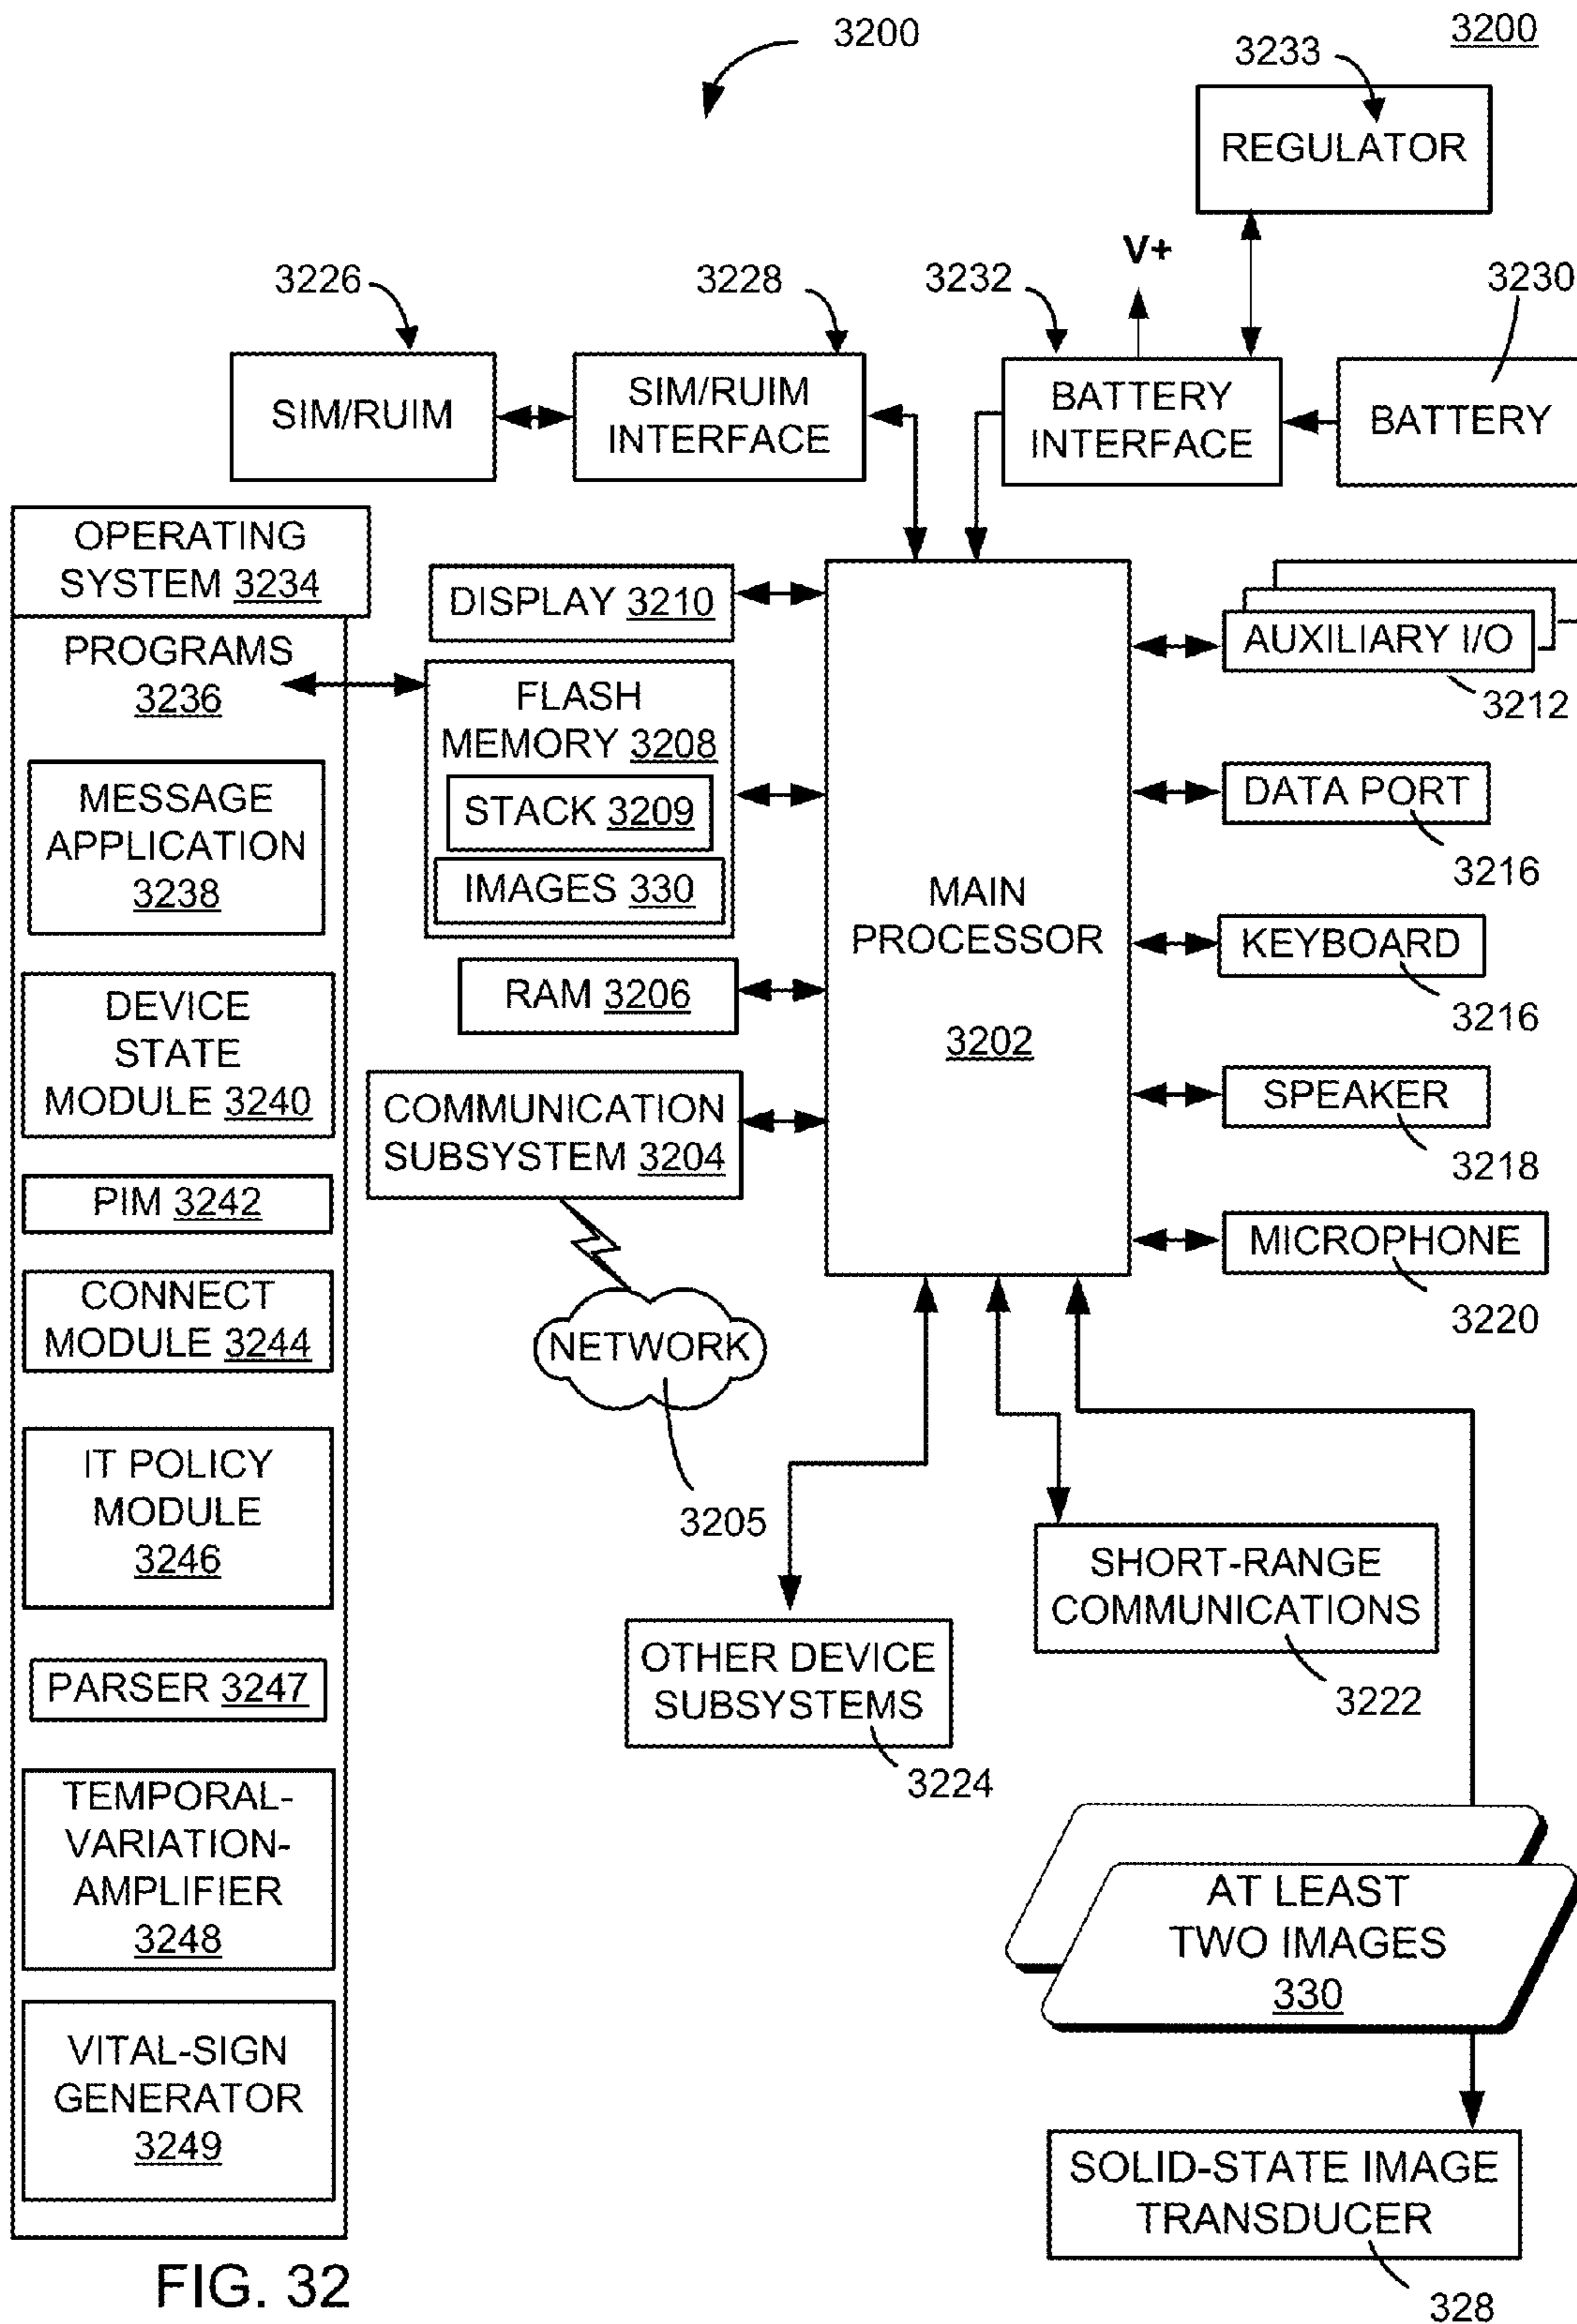 3200
3200
3233
REGULATOR
V+
3226
3228
3232
3230
SIM/RUIM
SIM/RUIM
INTERFACE
BATTERY
INTERFACE
BATTERY
OPERATING
SYSTEM 3234
PROGRAMS
3236
MESSAGE
APPLICATION
3238
DEVICE
STATE
MODULE 3240
PIM 3242
CONNECT
MODULE 3244
IT POLICY
MODULE
3246
PARSER 3247
TEMPORAL-
VARIATION-
AMPLIFIER
3248
VITAL-SIGN
GENERATOR
3249
DISPLAY 3210
FLASH
MEMORY 3208
STACK 3209
IMAGES 330
RAM 3206
COMMUNICATION
SUBSYSTEM 3204
NETWORK
3205
MAIN
PROCESSOR
3202
AUXILIARY I/O
3212
DATA PORT
3216
KEYBOARD
3216
SPEAKER
3218
MICROPHONE
3220
SHORT-RANGE
COMMUNICATIONS
3222
OTHER DEVICE
SUBSYSTEMS
3224
AT LEAST
TWO IMAGES
330
SOLID-STATE IMAGE
TRANSDUCER
328
FIG. 32